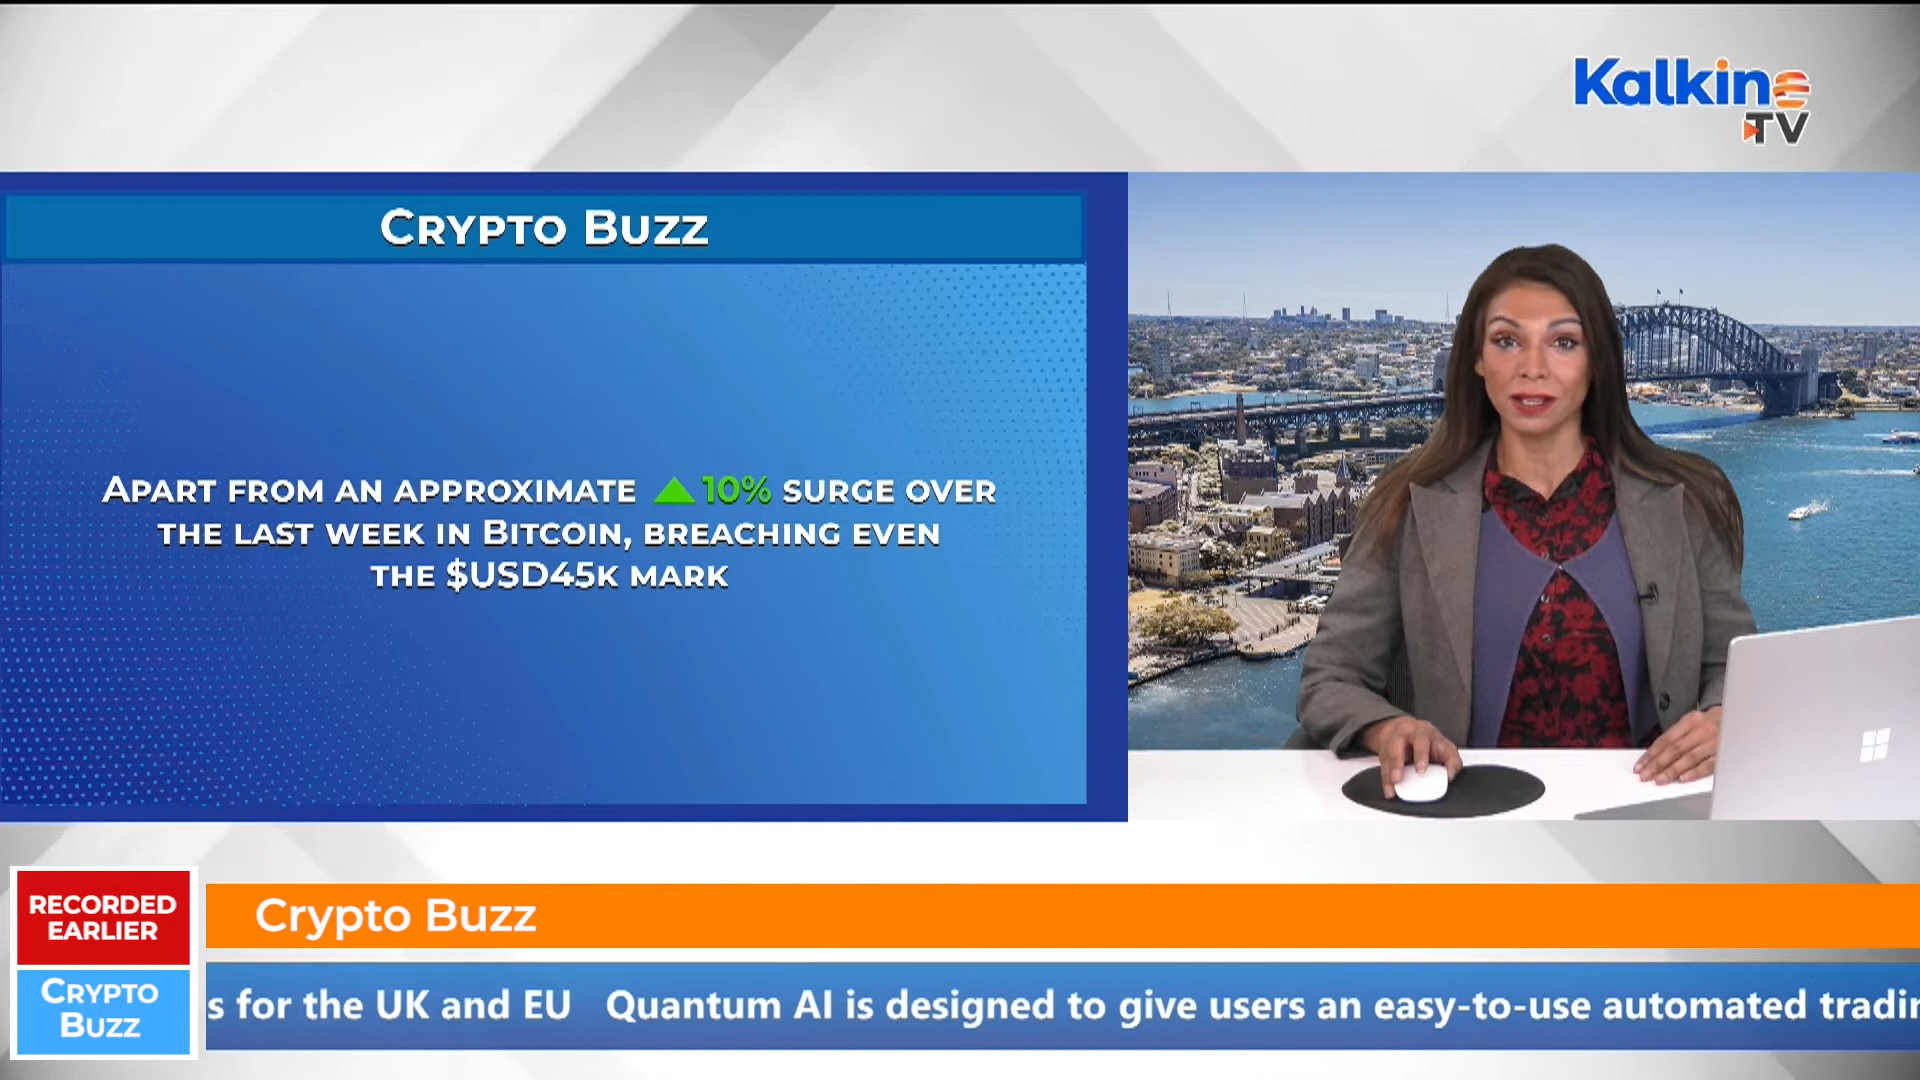 Kalkine
TV
Crypto Buzz
Apart from an approximate 10% surge over
the last week in Bitcoin, breaching even
the $USD45k mark
RECORDED
EARLIER
Crypto Buzz
Crypto
Buzz
s for the UK and EU Quantum AI is designed to give users an easy-to-use automated tradin